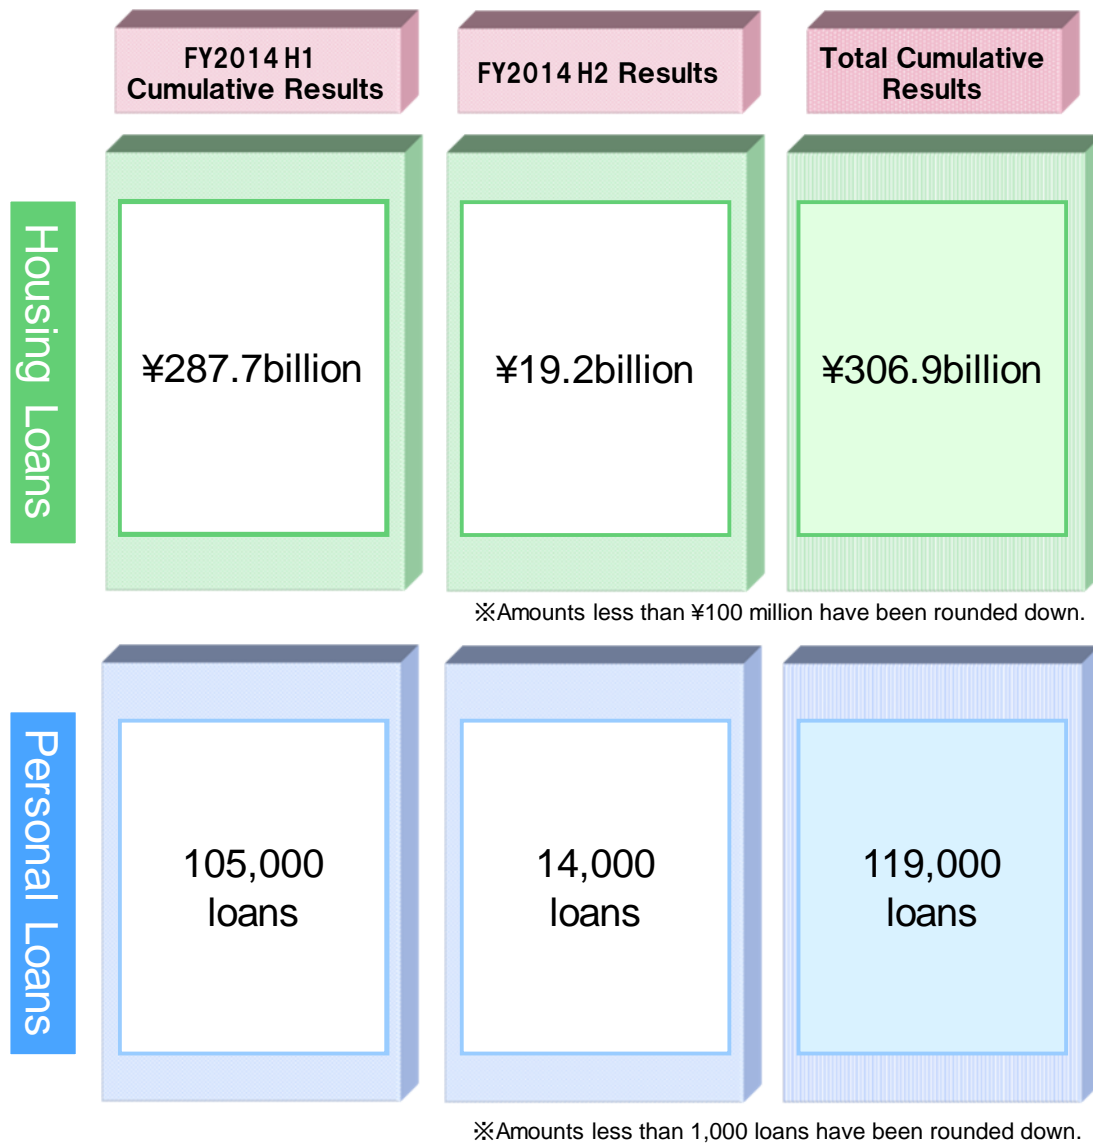 FY2014 H1
Cumulative Results
FY2014 H2 Results
Total Cumulative
Results
Housing Loans
¥287.7billion
¥19.2billion
¥306.9billion
※Amounts less than ¥100 million have been rounded down.
Personal Loans
105,000
loans
14,000
loans
119,000
loans
※Amounts less than 1,000 loans have been rounded down.